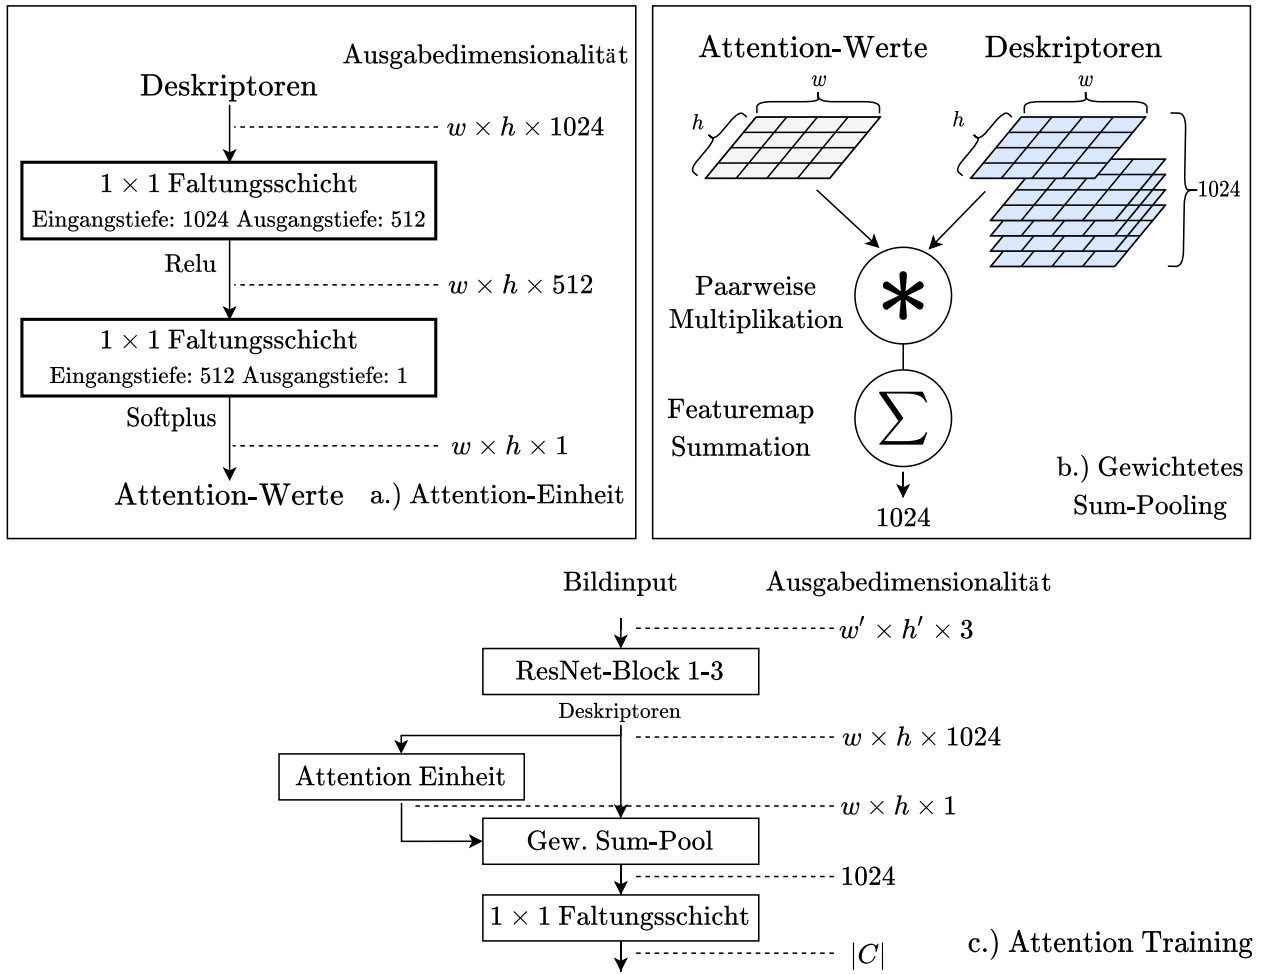 Ausgabedimensionalität
Deskriptoren
w × h × 1024
1 × 1 Faltungsschicht
Eingangstiefe: 1024 Ausgangstiefe: 512
Relu
w × h × 512
1 × 1 Faltungsschicht
Eingangstiefe: 512 Ausgangstiefe: 1
Softplus
w × h × 1
Attention-Werte
a.) Attention-Einheit
Attention-Werte
Deskriptoren
w
w
h
h
1024
Paarweise
Multiplikation
*
Featuremap
Summation
∑
1024
b.) Gewichtetes
Sum-Pooling
Bildinput
Ausgabedimensionalität
w′ × h′ × 3
ResNet-Block 1-3
Deskriptoren
w × h × 1024
Attention Einheit
w × h × 1
Gew. Sum-Pool
1024
1 × 1 Faltungsschicht
|C|
c.) Attention Training